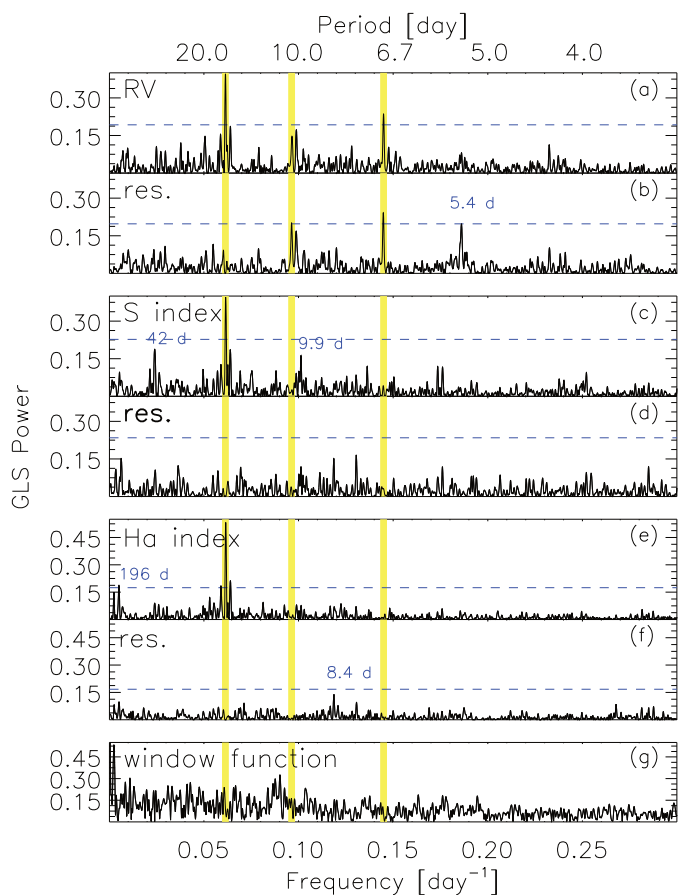 Period [day]
20.0 10.0 6.7 5.0 4.0
RV (a)
0.30
0.15
res. (b)
5.4 d
0.30
0.15
S index (c)
42 d 9.9 d
0.30
0.15
res. (d)
0.30
0.15
GLS Power
Ha index (e)
0.45
0.30
196 d
0.15
res. (f)
0.45
0.30
8.4 d
0.15
window function (g)
0.45
0.30
0.15
0.05 0.10 0.15 0.20 0.25
Frequency [day⁻¹]